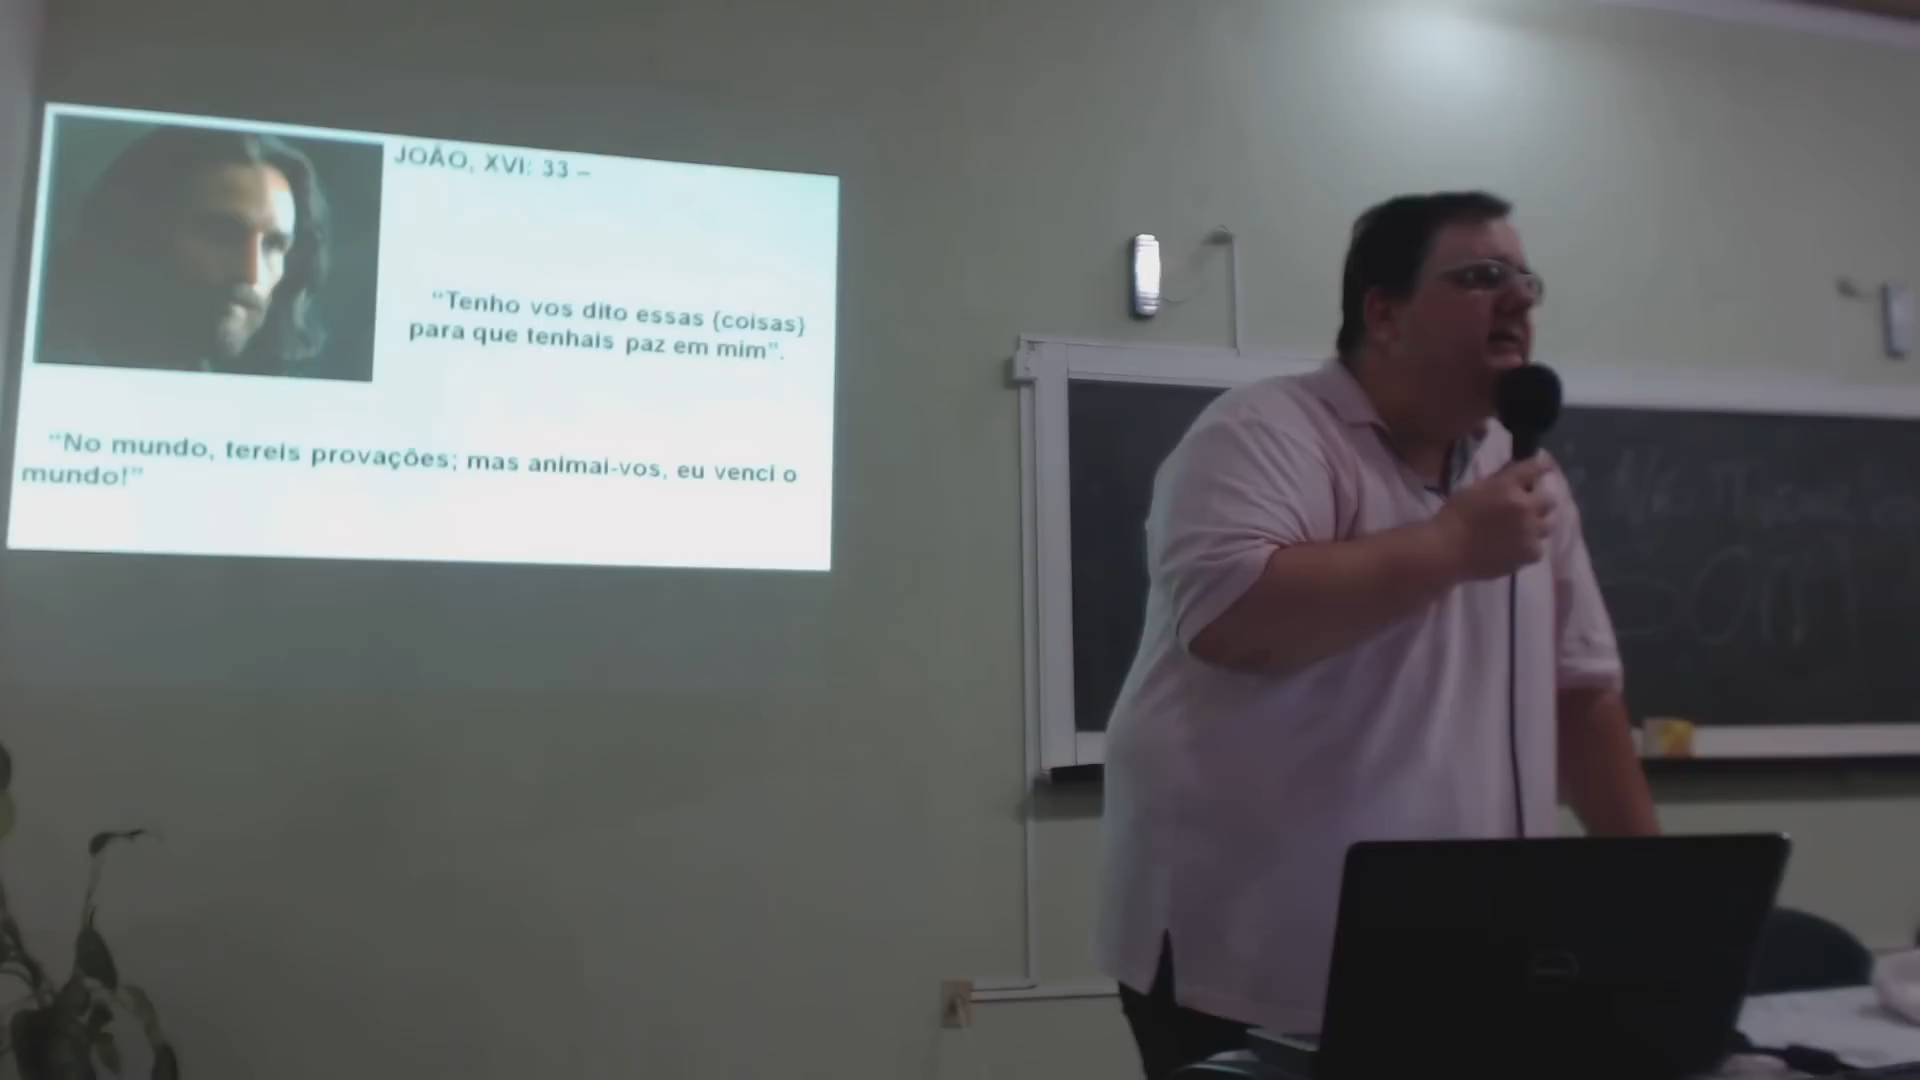 JOÃO, XVI: 33 –
“Tenho vos dito essas (coisas)
para que tenhais paz em mim”.
“No mundo, tereis provações; mas animai-vos, eu venci o
mundo!”